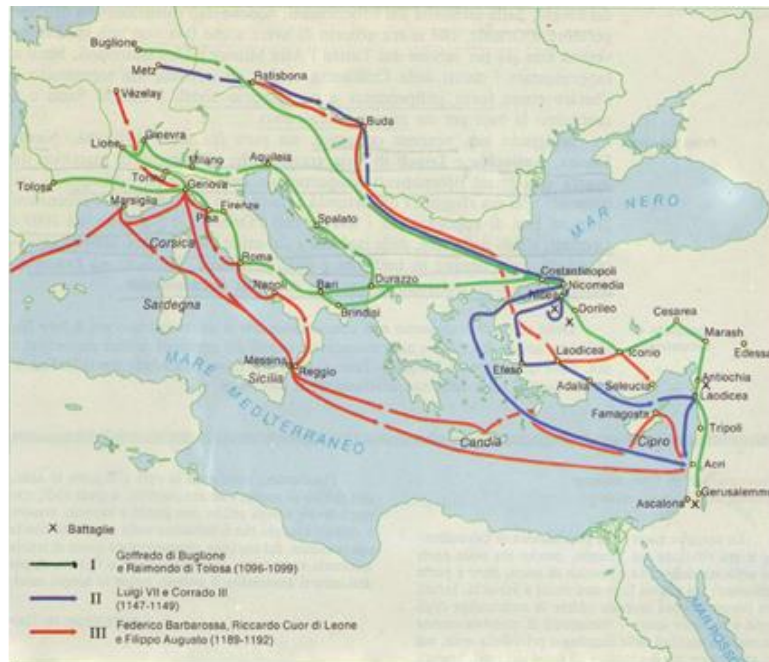 Buglione
Metz
Ratisbona
Vézelay
Buda
Lione
Ginevra
Milano
Aquileia
Torino
Tolosa
Genova
Marsiglia
Firenze
Pisa
Spalato
MAR NERO
Corsica
Roma
Costantinopoli
Nicomedia
Nicea
Napoli
Bari
Durazzo
Dorileo
Cesarea
Brindisi
Marash
Sardegna
Edessa
Laodicea
Iconio
Messina
Reggio
Efeso
Antiochia
Sicilia
Adalia
Seleucia
Laodicea
MARE MEDITERRANEO
Famagosta
Tripoli
Candia
Cipro
Acri
Gerusalemme
Ascalona
X Battaglie
I Goffredo di Buglione
e Raimondo di Tolosa (1096-1099)
II Luigi VII e Corrado III
(1147-1149)
III Federico Barbarossa, Riccardo Cuor di Leone
e Filippo Augusto (1189-1192)
MAR ROSSO